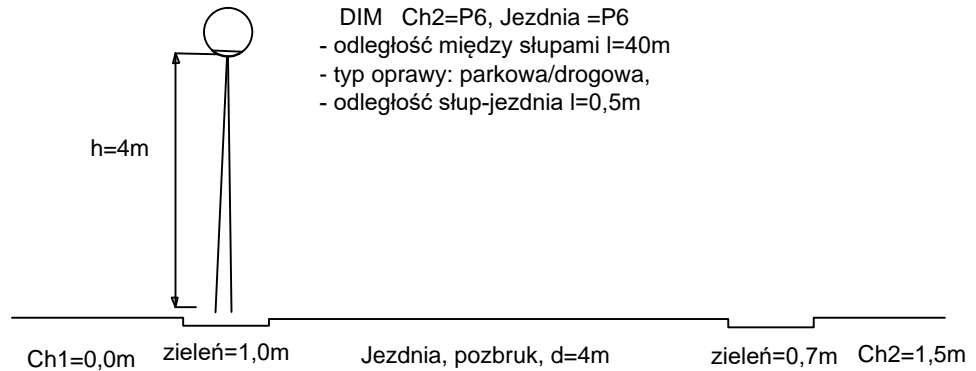 DIM Ch2=P6, Jezdnia =P6
- odległość między słupami l=40m
- typ oprawy: parkowa/drogowa,
- odległość słup-jezdnia l=0,5m
h=4m
Ch1=0,0m zieleń=1,0m Jezdnia, pozbruk, d=4m zieleń=0,7m Ch2=1,5m